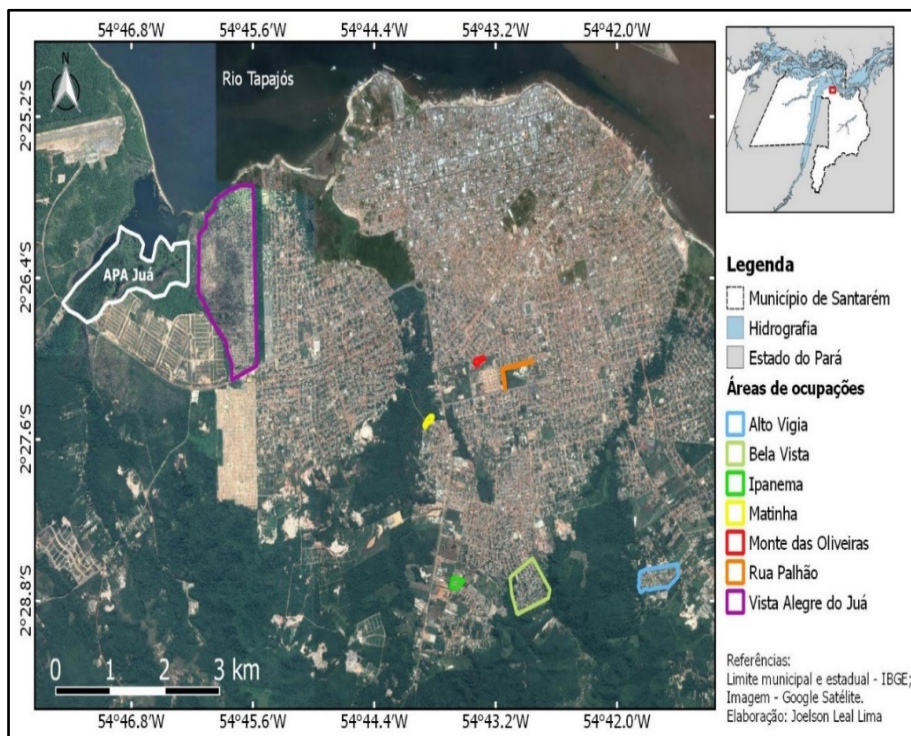 54°46.8'W 54°45.6'W 54°44.4'W 54°43.2'W 54°42.0'W
N
Rio Tapajós
2°25.2'S
2°26.4'S
2°27.6'S
2°28.8'S
APA Juá
0 1 2 3 km
54°46.8'W 54°45.6'W 54°44.4'W 54°43.2'W 54°42.0'W
Legenda
Município de Santarém
Hidrografia
Estado do Pará
Áreas de ocupações
Alto Vigia
Bela Vista
Ipanema
Matinha
Monte das Oliveiras
Rua Palhão
Vista Alegre do Juá
Referências:
Limite municipal e estadual - IBGE;
Imagem - Google Satélite.
Elaboração: Joelson Leal Lima